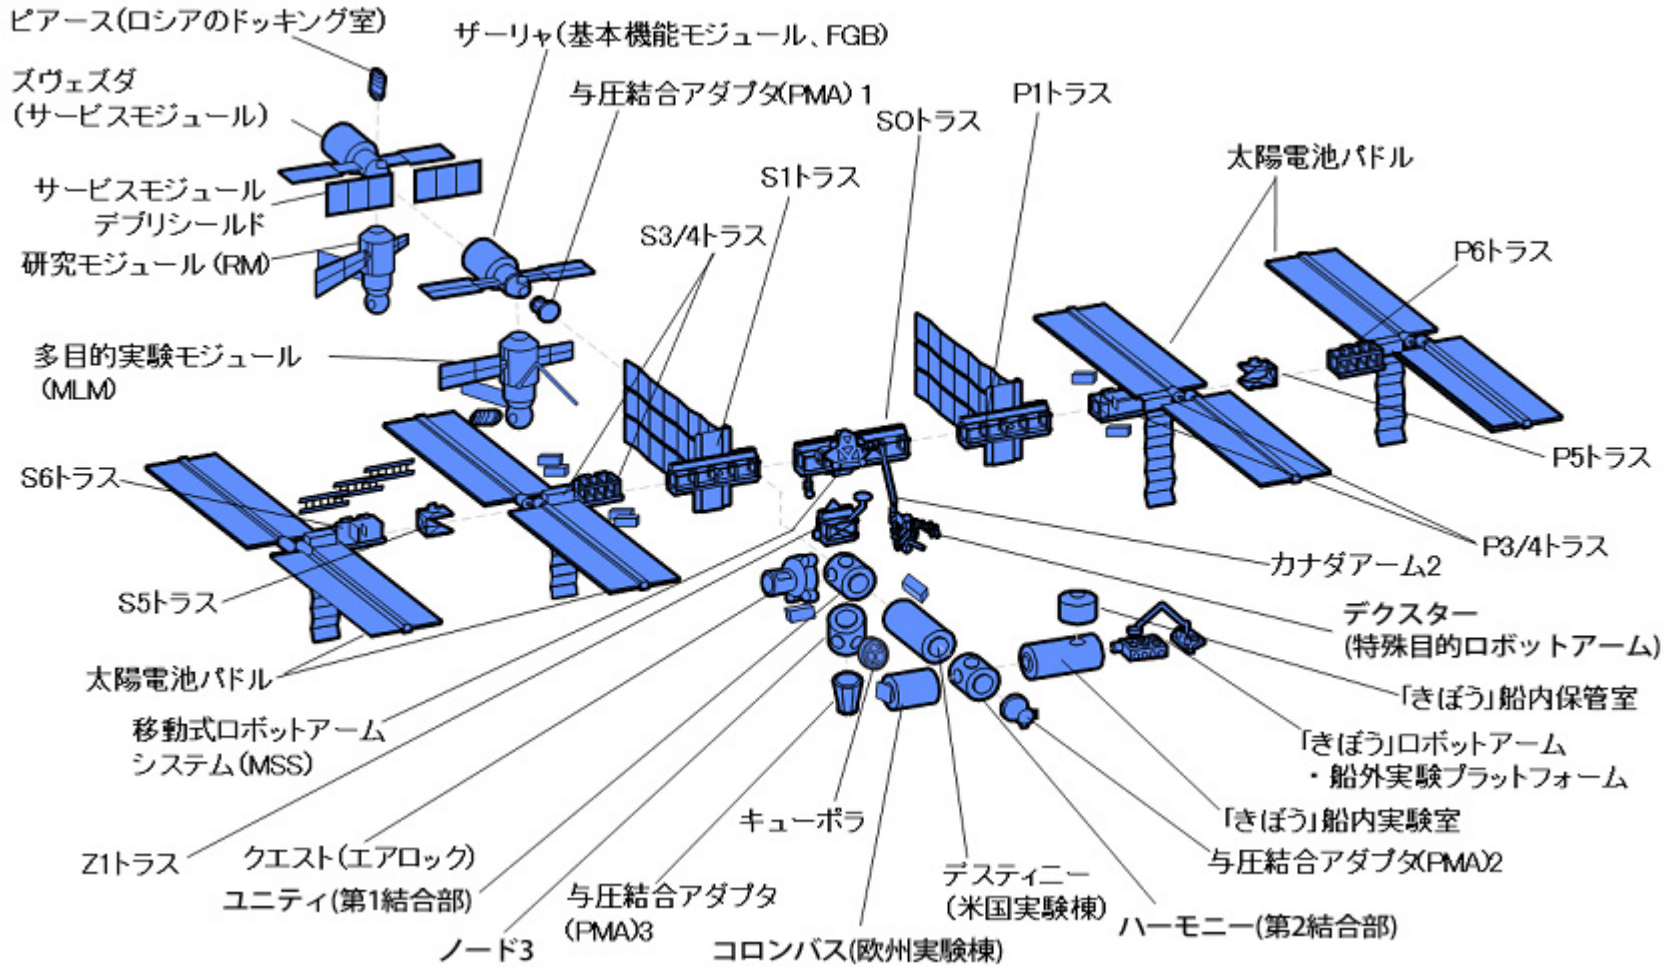 ピアース(ロシアのドッキング室)
ザーリャ(基本機能モジュール、FGB)
ズヴェズダ
(サービスモジュール)
与圧結合アダプタ(PMA)1
P1トラス
S0トラス
太陽電池パドル
サービスモジュール
デブリシールド
S1トラス
S3/4トラス
P6トラス
研究モジュール(RM)
多目的実験モジュール
(MLM)
P5トラス
S6トラス
P3/4トラス
カナダアーム2
S5トラス
デクスター
(特殊目的ロボットアーム)
太陽電池パドル
「きぼう」船内保管室
移動式ロボットアーム
システム(MSS)
「きぼう」ロボットアーム
・船外実験プラットフォーム
キューポラ
「きぼう」船内実験室
Z1トラス
クエスト(エアロック)
与圧結合アダプタ(PMA)2
ユニティ(第1結合部)
与圧結合アダプタ
(PMA)3
デスティニー
(米国実験棟)
ハーモニー(第2結合部)
ノード3
コロンバス(欧州実験棟)